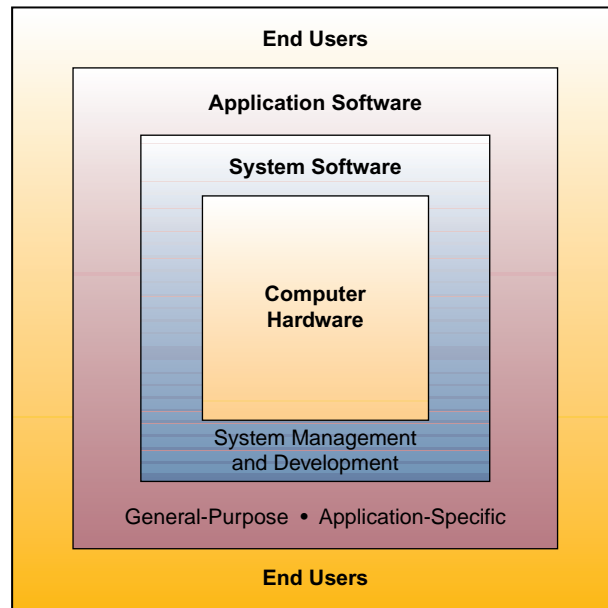 End Users
Application Software
System Software
Computer
Hardware
System Management
and Development
General-Purpose • Application-Specific
End Users